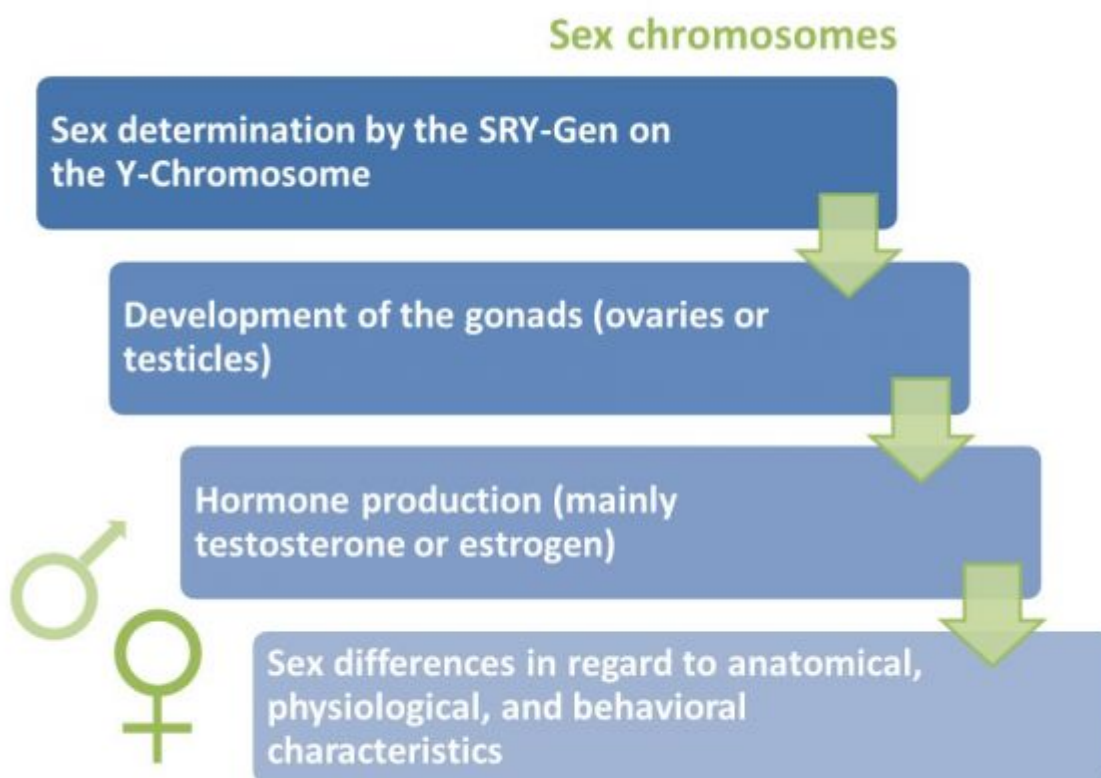 Sex chromosomes
Sex determination by the SRY-Gen on
the Y-Chromosome
Development of the gonads (ovaries or
testicles)
Hormone production (mainly
testosterone or estrogen)
Sex differences in regard to anatomical,
physiological, and behavioral
characteristics